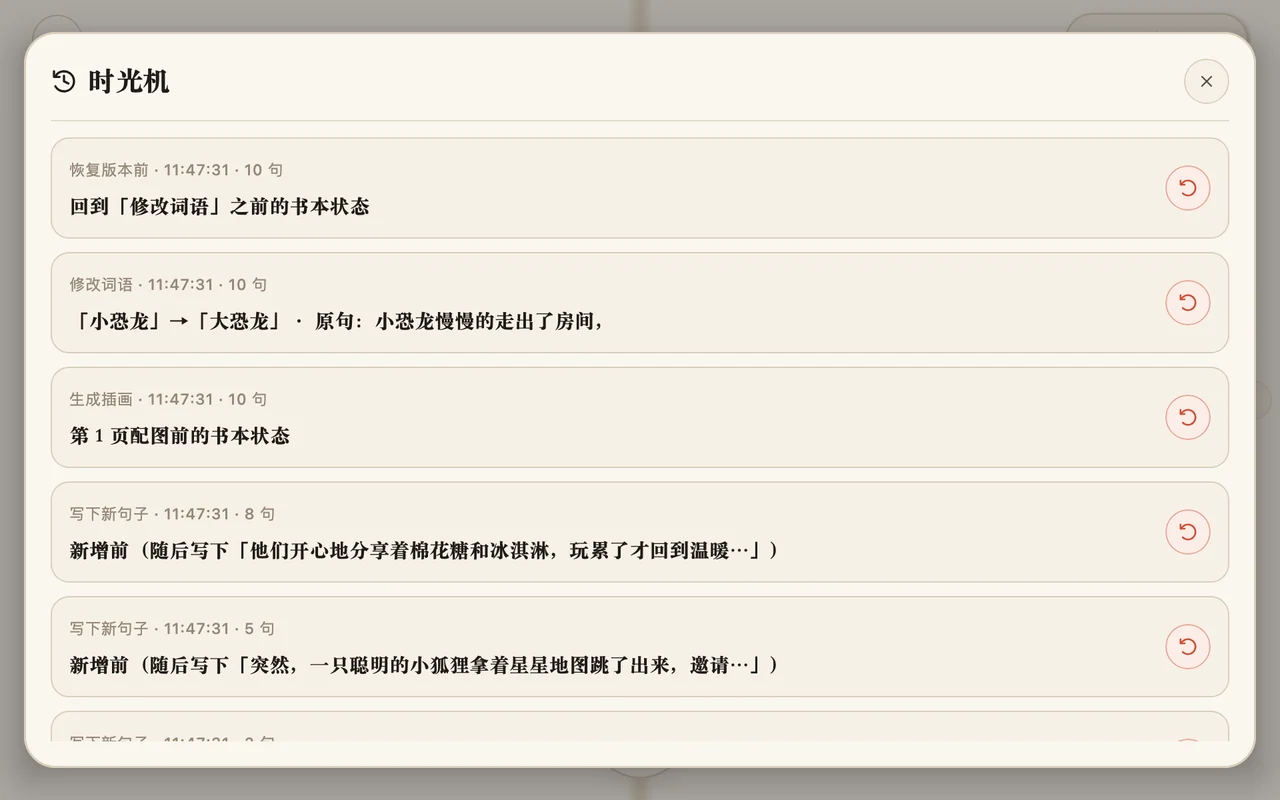 时光机
恢复版本前 · 11:47:31 · 10 句
回到「修改词语」之前的书本状态
修改词语 · 11:47:31 · 10 句
「小恐龙」→「大恐龙」 · 原句：小恐龙慢慢的走出了房间，
生成插画 · 11:47:31 · 10 句
第 1 页配图前的书本状态
写下新句子 · 11:47:31 · 8 句
新增前（随后写下「他们开心地分享着棉花糖和冰淇淋，玩累了才回到温暖…」）
写下新句子 · 11:47:31 · 5 句
新增前（随后写下「突然，一只聪明的小狐狸拿着星星地图跳了出来，邀请…」）
写下新句子 · 11:47:31 ·